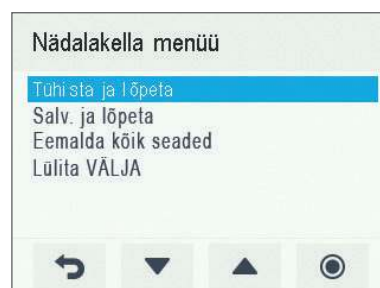 Nädalakella menüü
Tühista ja lõpeta
Salv. ja lõpeta
Eemalda kõik seaded
Lülita VÄLJA